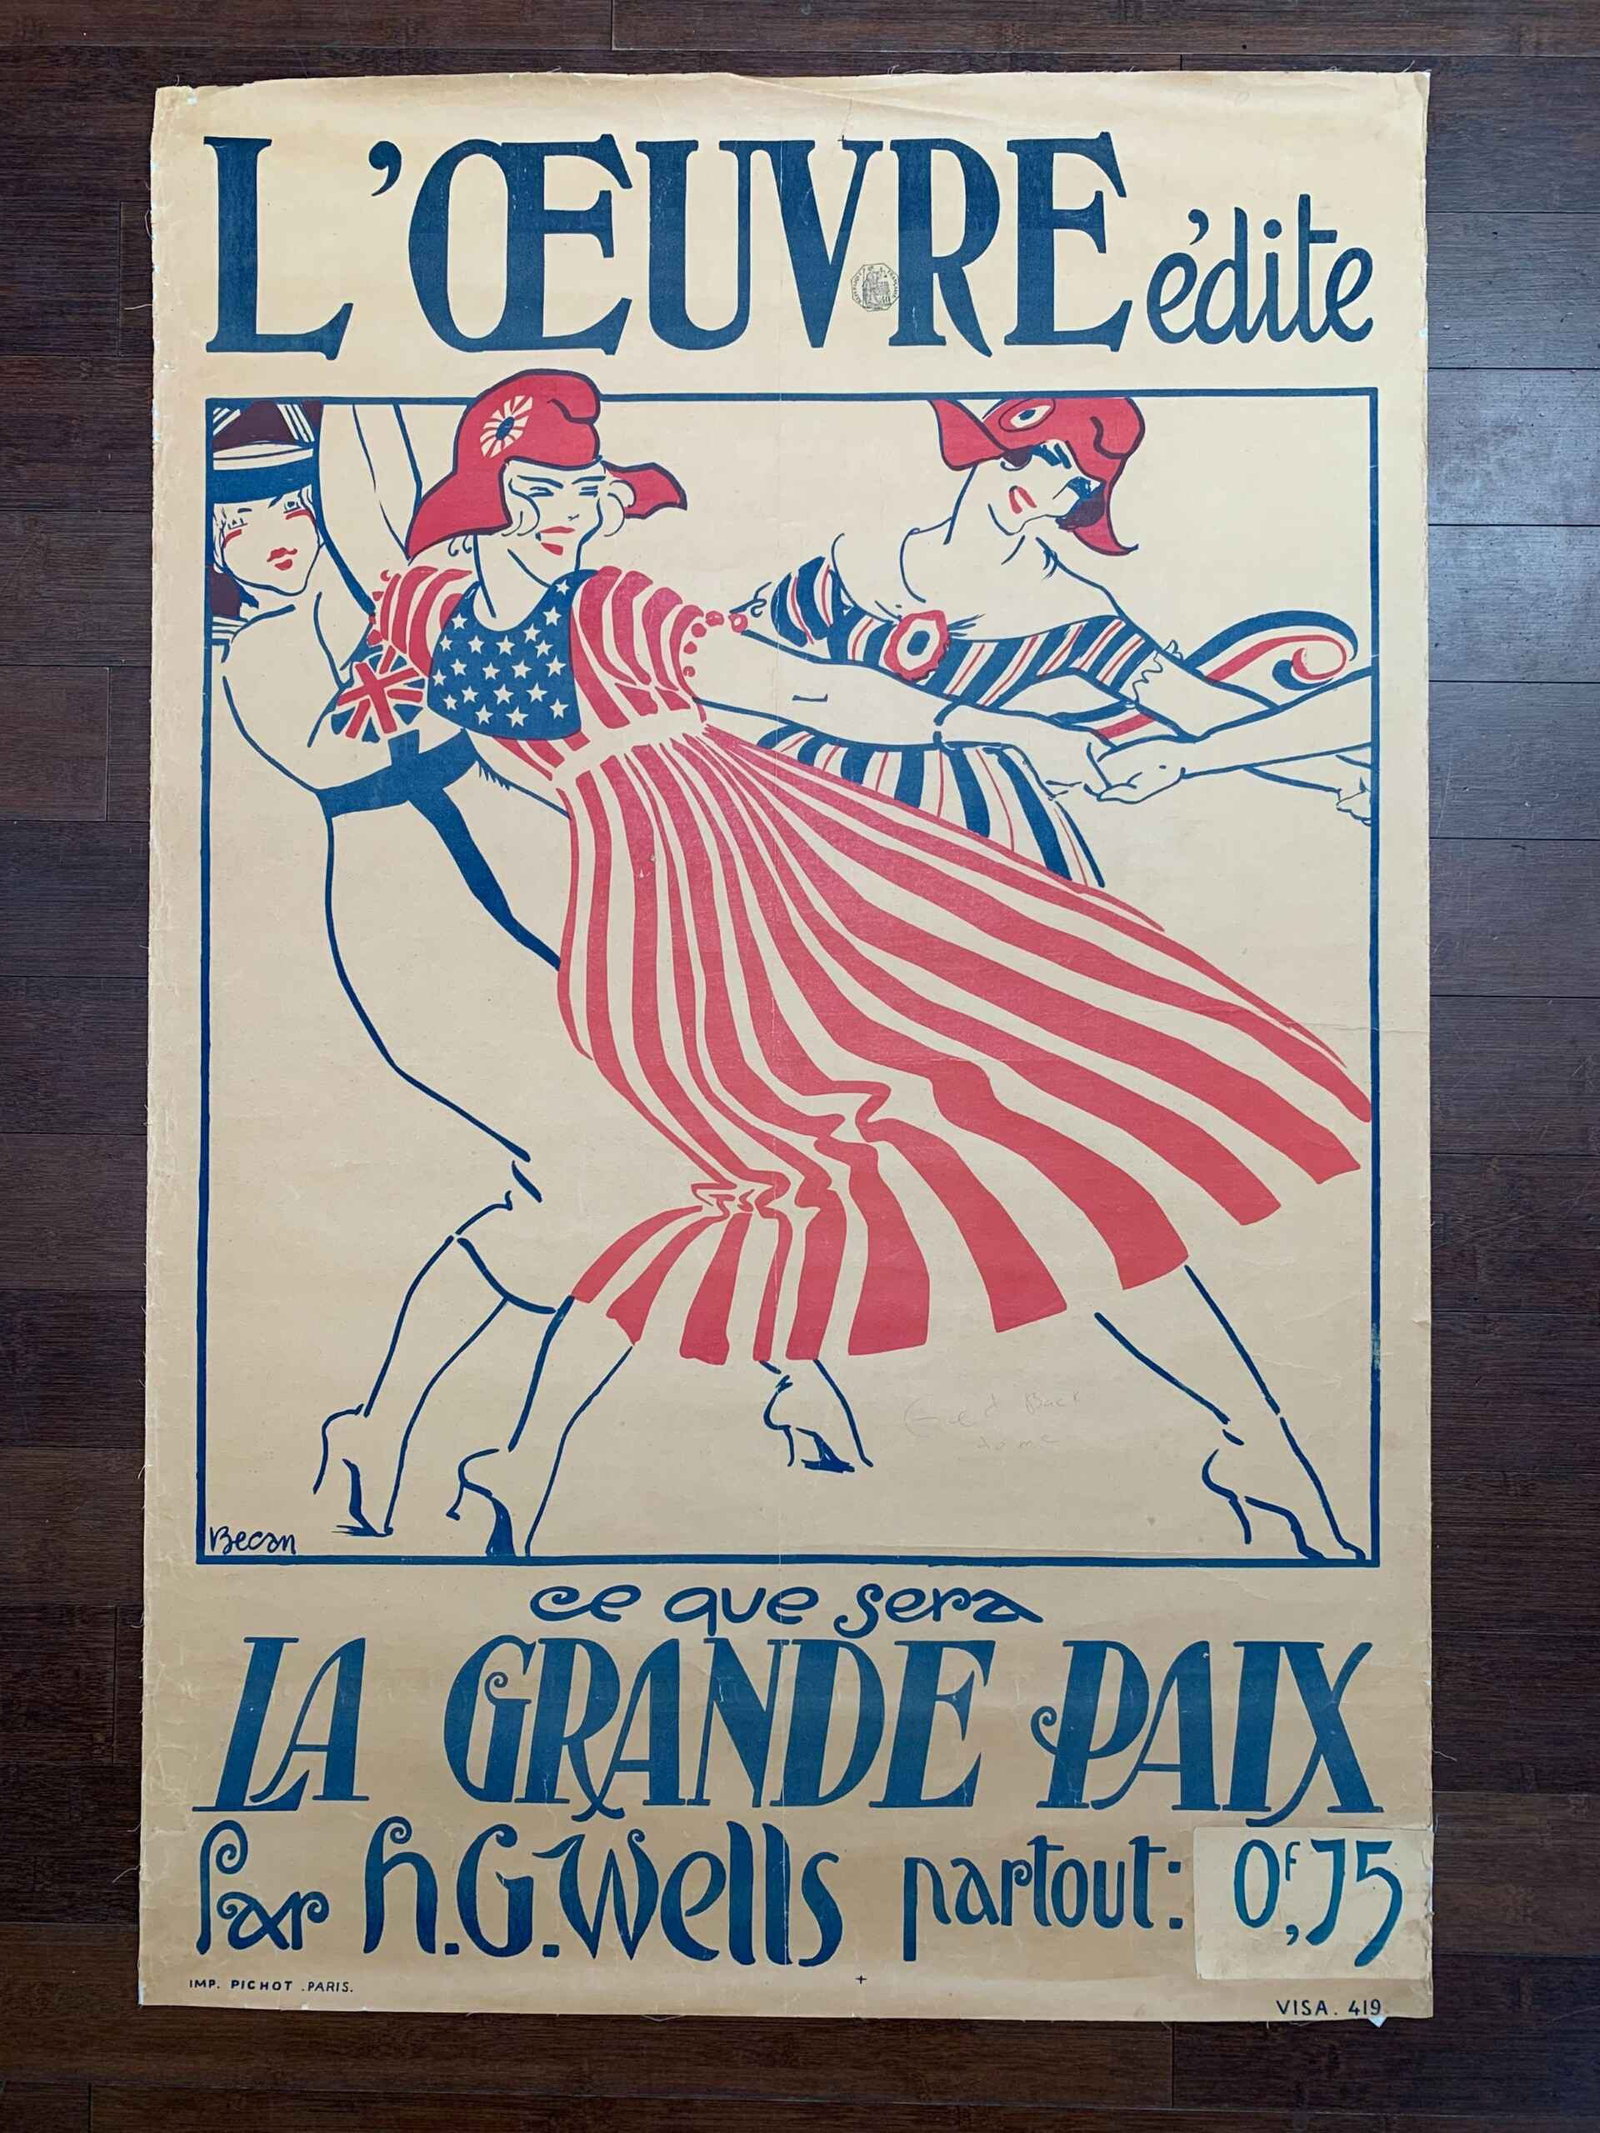 L'ŒUVRE édite
Becan
ce que sera
LA GRANDE PAIX
Par h.G.Wells partout: 0f,75
IMP. PICHOT .PARIS.
VISA. 419